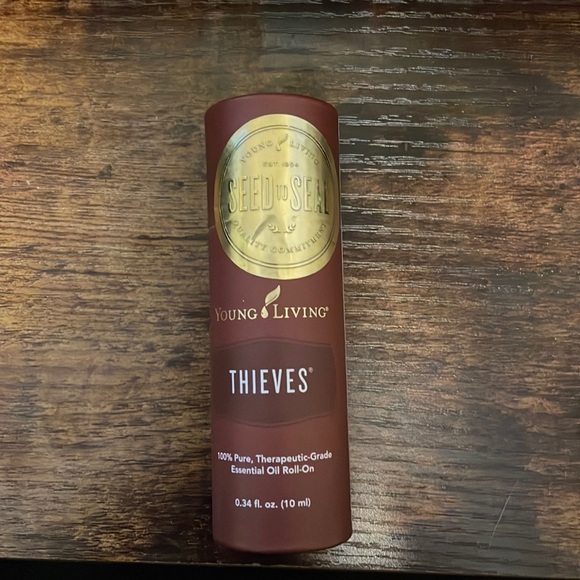 YOUNG LIVING
EST. 1994
SEED TO SEAL
QUALITY COMMITMENT
YOUNG LIVING®
THIEVES®
100% Pure, Therapeutic-Grade
Essential Oil Roll-On
0.34 fl. oz. (10 ml)